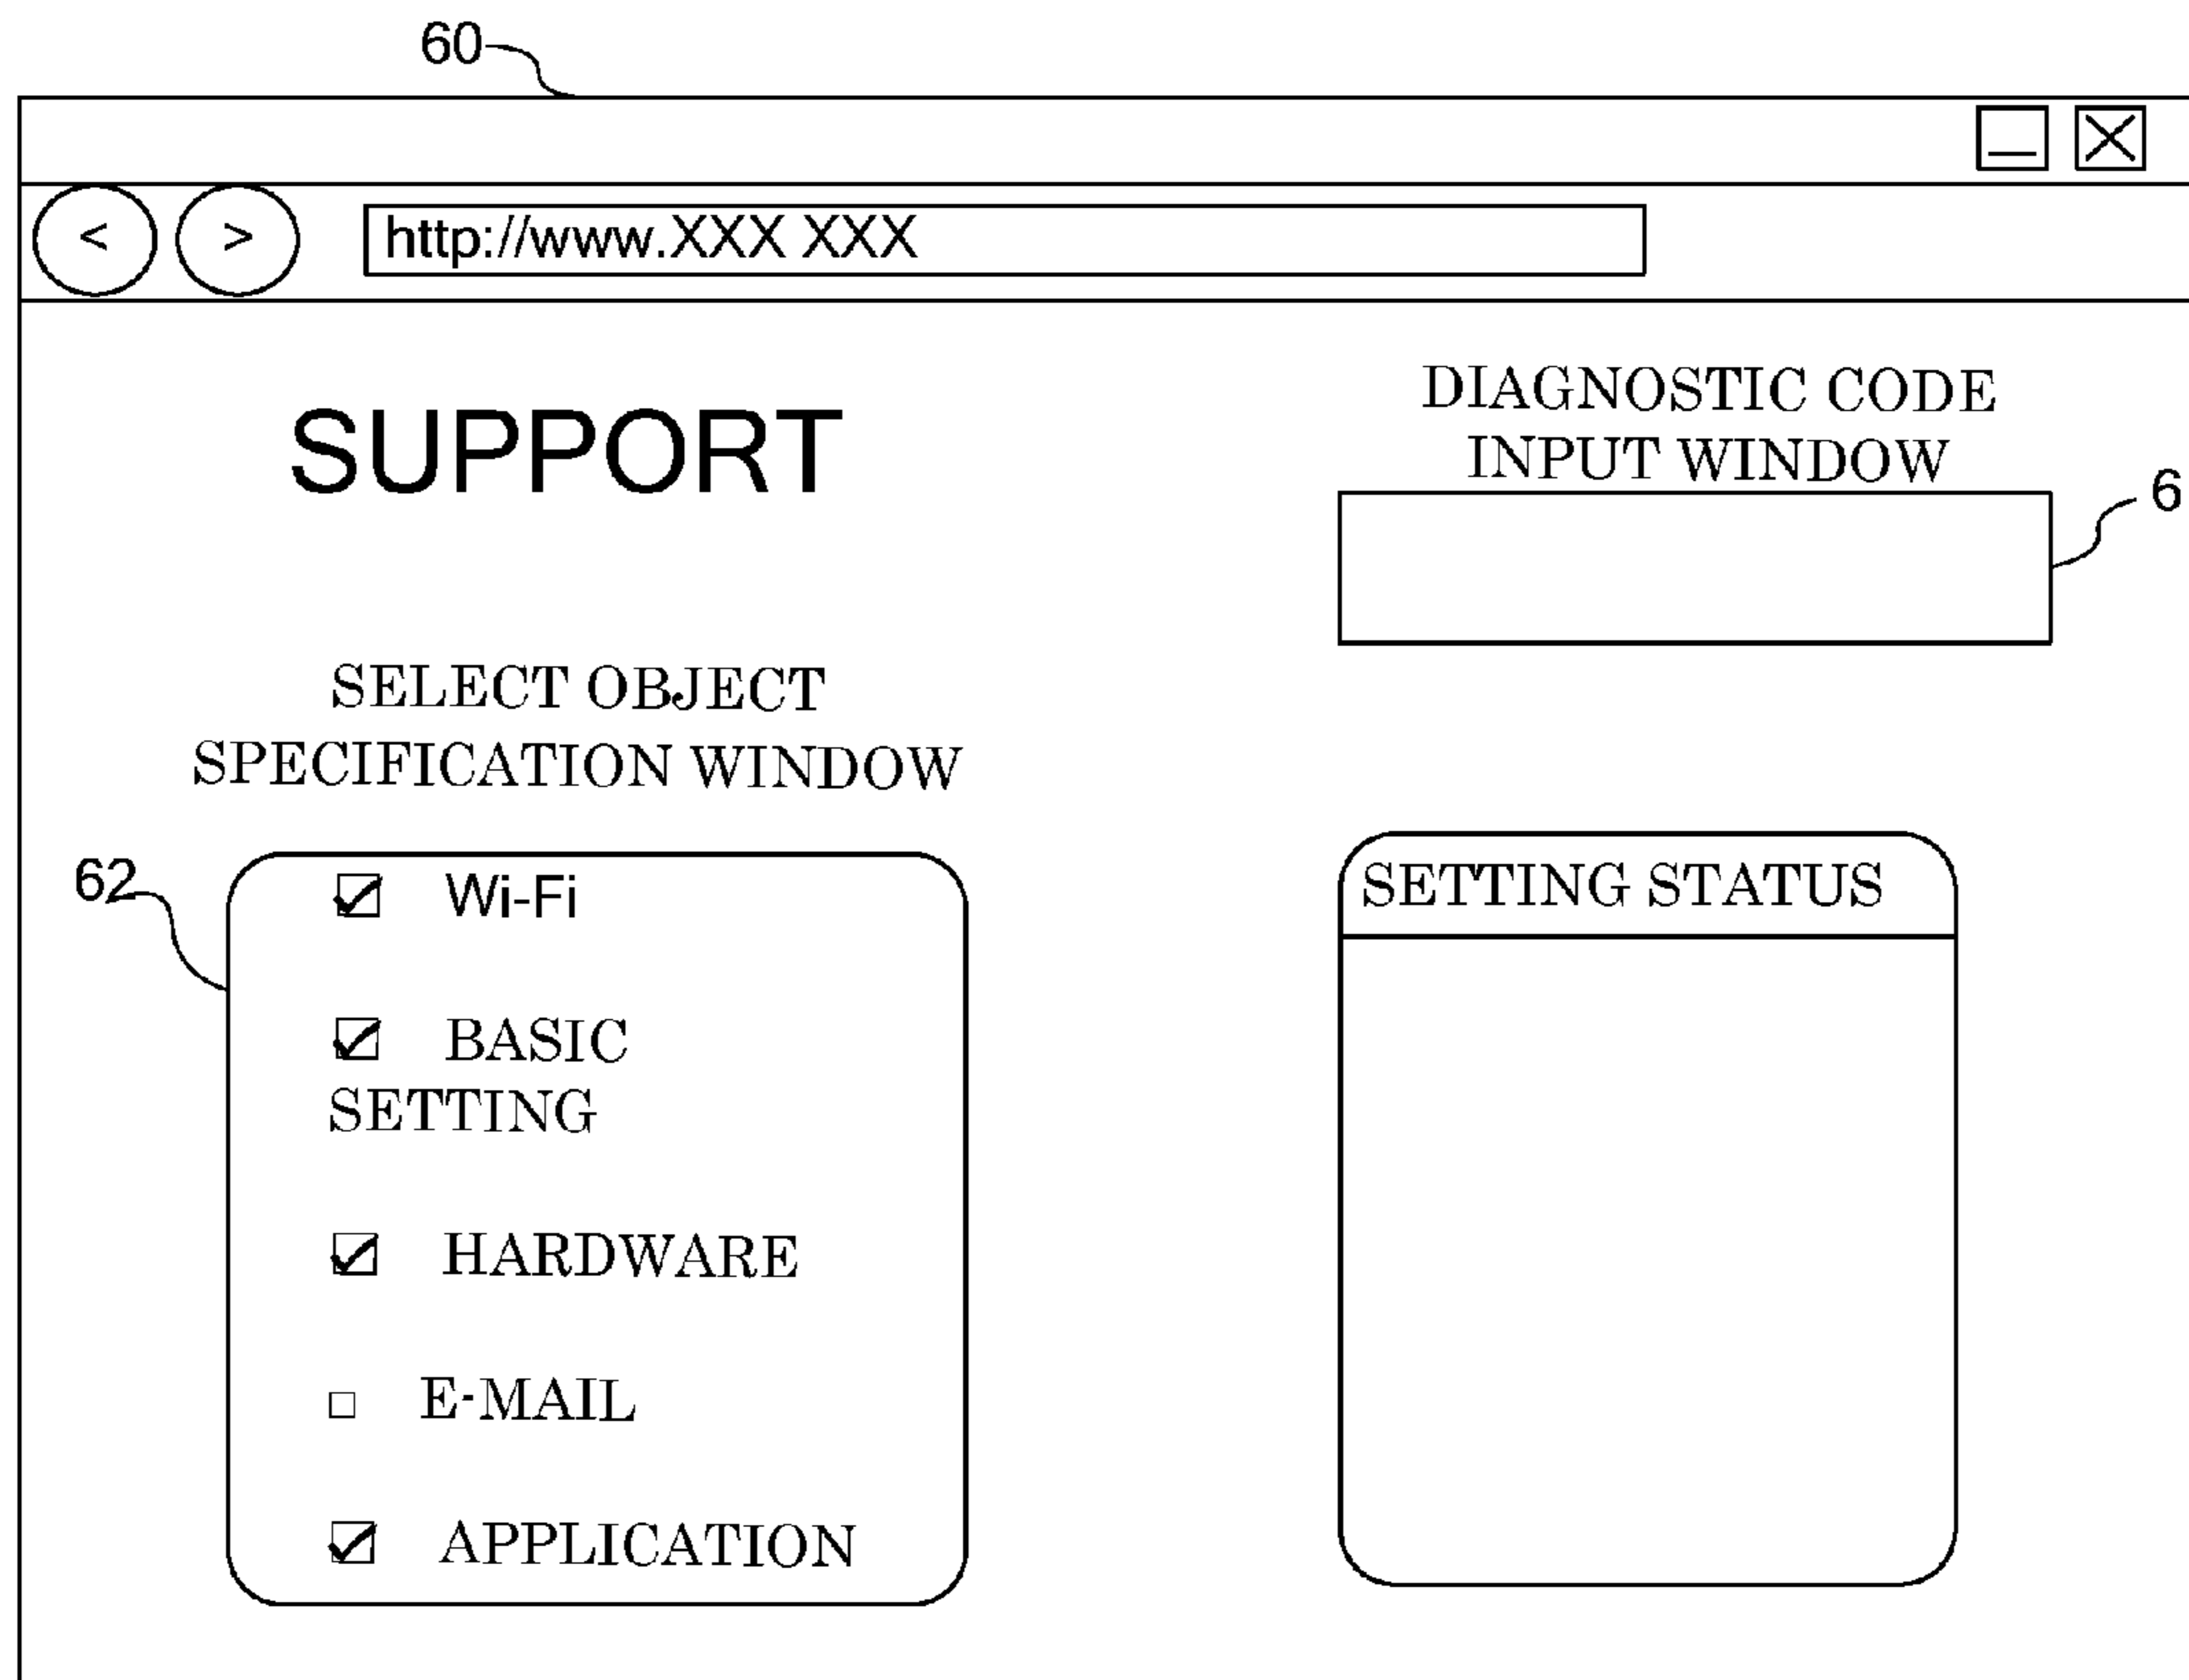 60
http://www.XXX XXX
SUPPORT
DIAGNOSTIC CODE
INPUT WINDOW
6
SELECT OBJECT
SPECIFICATION WINDOW
62
Wi-Fi
BASIC
SETTING
HARDWARE
E-MAIL
APPLICATION
SETTING STATUS